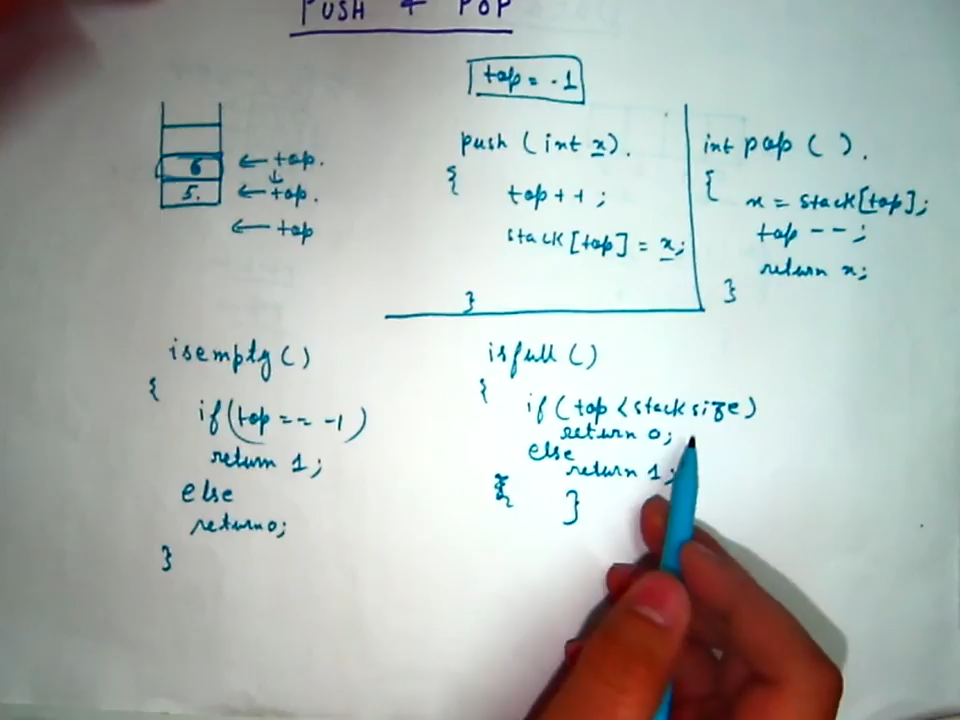 PUSH & POP
top = -1
6 ← top.
5. ← top.
← top
push (int x).
{
top++;
stack[top] = x;
}
int pop ( ).
{
x = stack[top];
top --;
return x;
}
isempty ( )
{
if(top == -1)
return 1;
else
return 0;
}
isfull ( )
{
if (top < stack size)
return 0;
else
return 1;
}